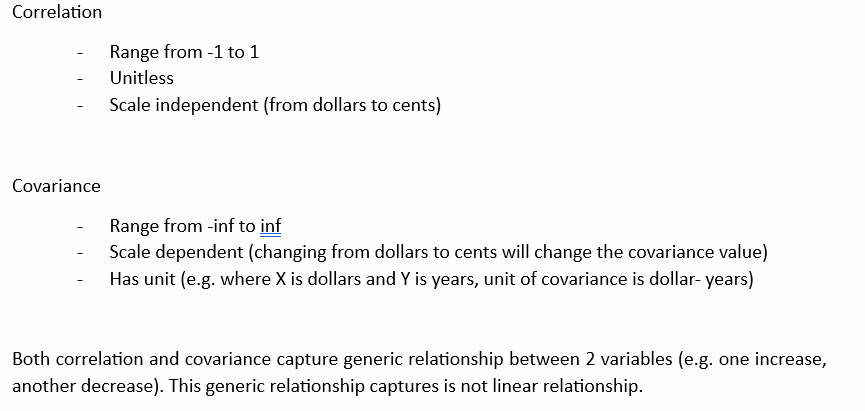 Correlation
- Range from -1 to 1
- Unitless
- Scale independent (from dollars to cents)
Covariance
- Range from -inf to inf
- Scale dependent (changing from dollars to cents will change the covariance value)
- Has unit (e.g. where X is dollars and Y is years, unit of covariance is dollar- years)
Both correlation and covariance capture generic relationship between 2 variables (e.g. one increase,
another decrease). This generic relationship captures is not linear relationship.